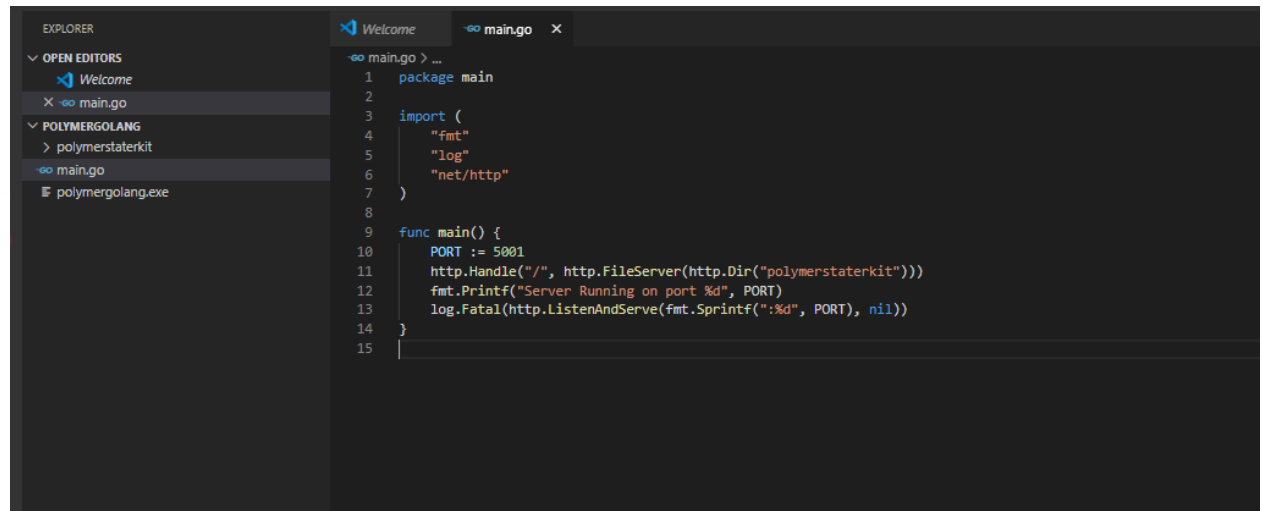 EXPLORER
OPEN EDITORS
Welcome
main.go
POLYMERGOLANG
polymerstaterkit
main.go
polymergolang.exe
Welcome
main.go
main.go > ...
1 package main
2
3 import (
4 "fmt"
5 "log"
6 "net/http"
7 )
8
9 func main() {
10 PORT := 5001
11 http.Handle("/", http.FileServer(http.Dir("polymerstaterkit")))
12 fmt.Printf("Server Running on port %d", PORT)
13 log.Fatal(http.ListenAndServe(fmt.Sprintf(":%d", PORT), nil))
14 }
15